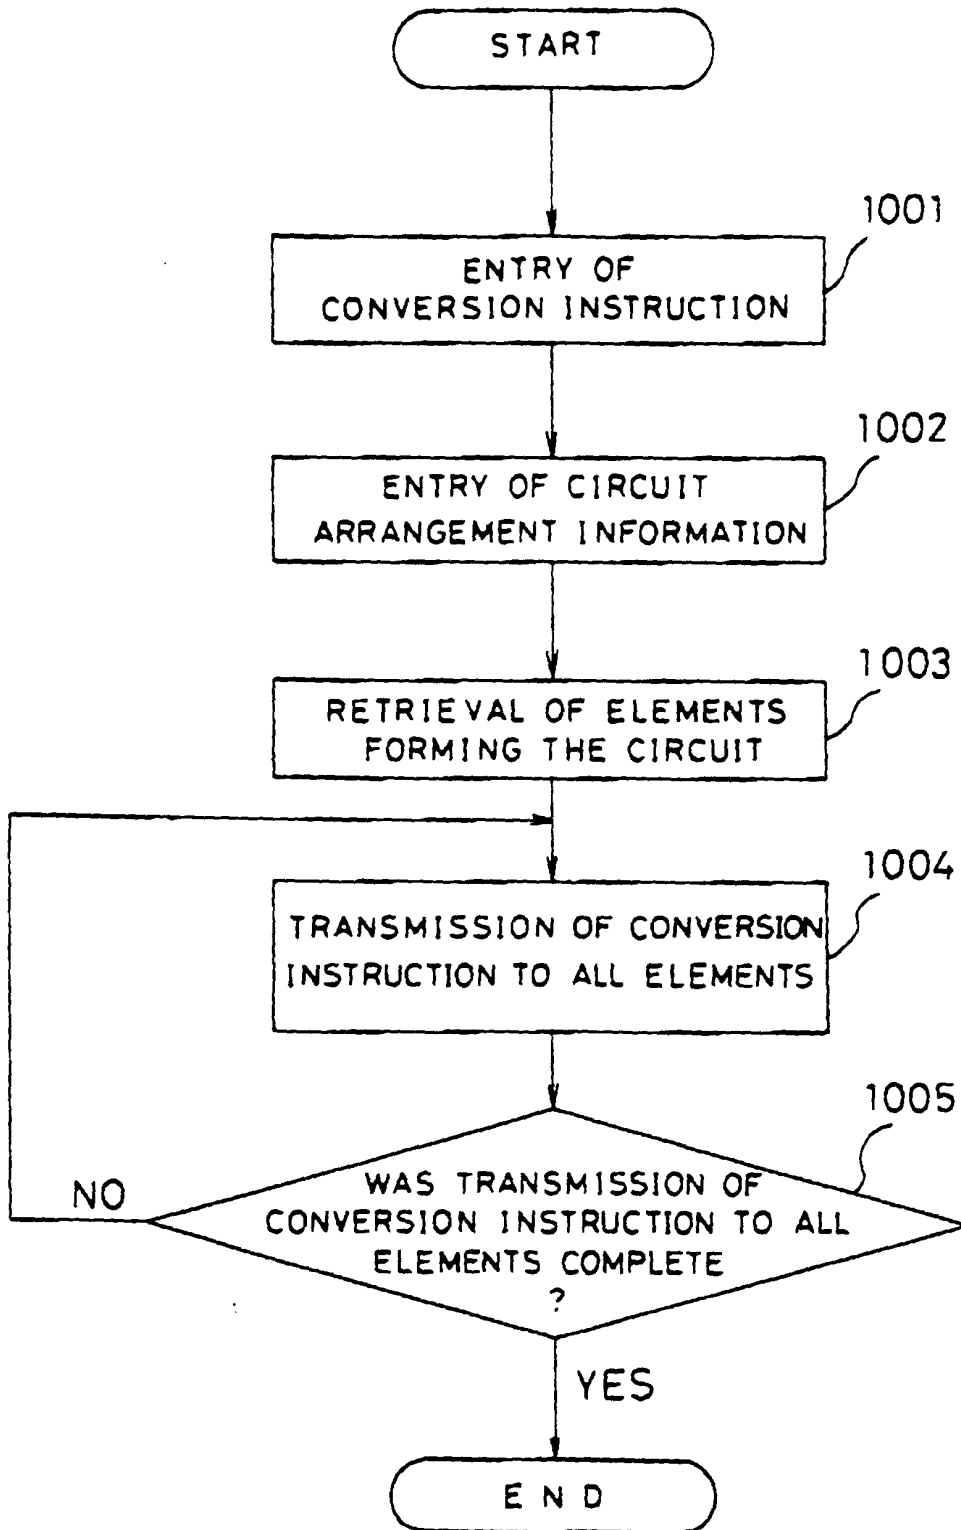 START
1001
ENTRY OF
CONVERSION INSTRUCTION
1002
ENTRY OF CIRCUIT
ARRANGEMENT INFORMATION
1003
RETRIEVAL OF ELEMENTS
FORMING THE CIRCUIT
1004
TRANSMISSION OF CONVERSION
INSTRUCTION TO ALL ELEMENTS
1005
NO
WAS TRANSMISSION OF
CONVERSION INSTRUCTION TO ALL
ELEMENTS COMPLETE
?
YES
END